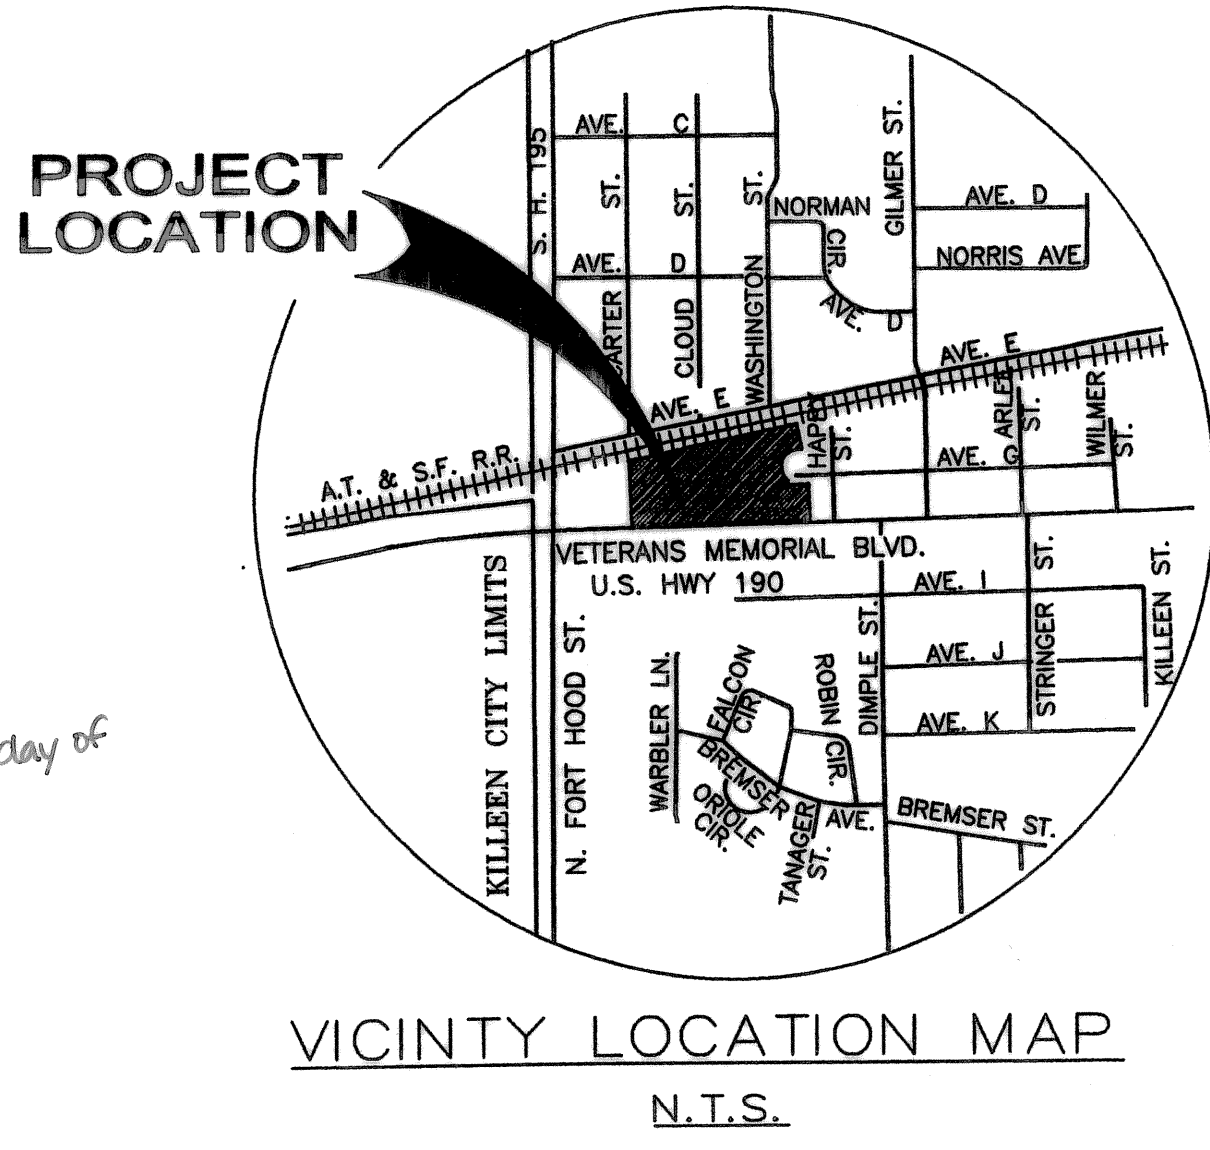 PROJECT
LOCATION
S. H. 195
AVE. C
ST.
ST.
ST.
GILMER ST.
NORMAN
CIR.
AVE. D
NORRIS AVE.
AVE. D
CARTER
CLOUD
WASHINGTON
AVE. D
AVE. E
AVE. E
A.T. & S.F. R.R.
HAPBY
ST.
AVE. G
ARLEE
ST.
WILMER
ST.
VETERANS MEMORIAL BLVD.
U.S. HWY 190
KILLEEN CITY LIMITS
N. FORT HOOD ST.
WARBLER LN.
FALCON
CIR.
ROBIN
CIR.
BREMSER
AVE.
ORIOLE
CIR.
TANAGER
ST.
DIMPLE ST.
AVE. I
AVE. J
AVE. K
STRINGER
ST.
KILLEEN ST.
BREMSER ST.
day of
VICINTY LOCATION MAP
N.T.S.